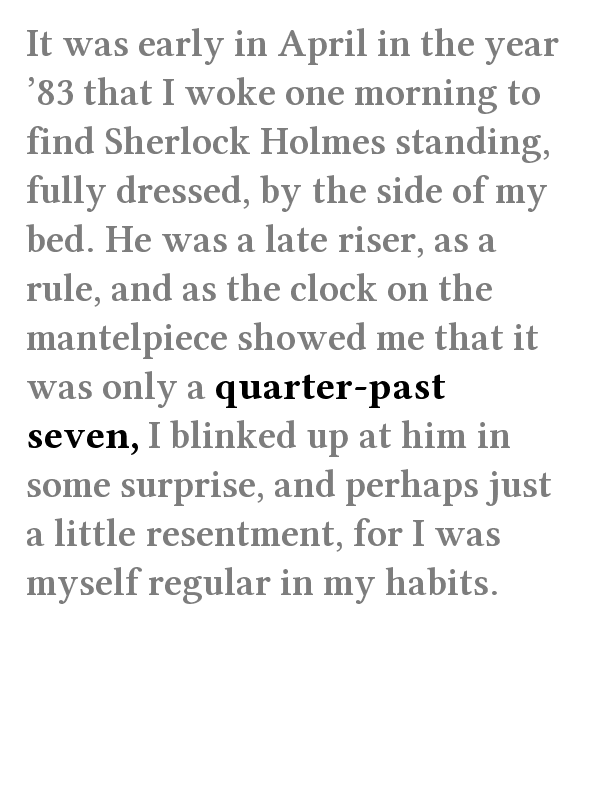 It was early in April in the year
’83 that I woke one morning to
find Sherlock Holmes standing,
fully dressed, by the side of my
bed. He was a late riser, as a
rule, and as the clock on the
mantelpiece showed me that it
was only a quarter-past
seven, I blinked up at him in
some surprise, and perhaps just
a little resentment, for I was
myself regular in my habits.